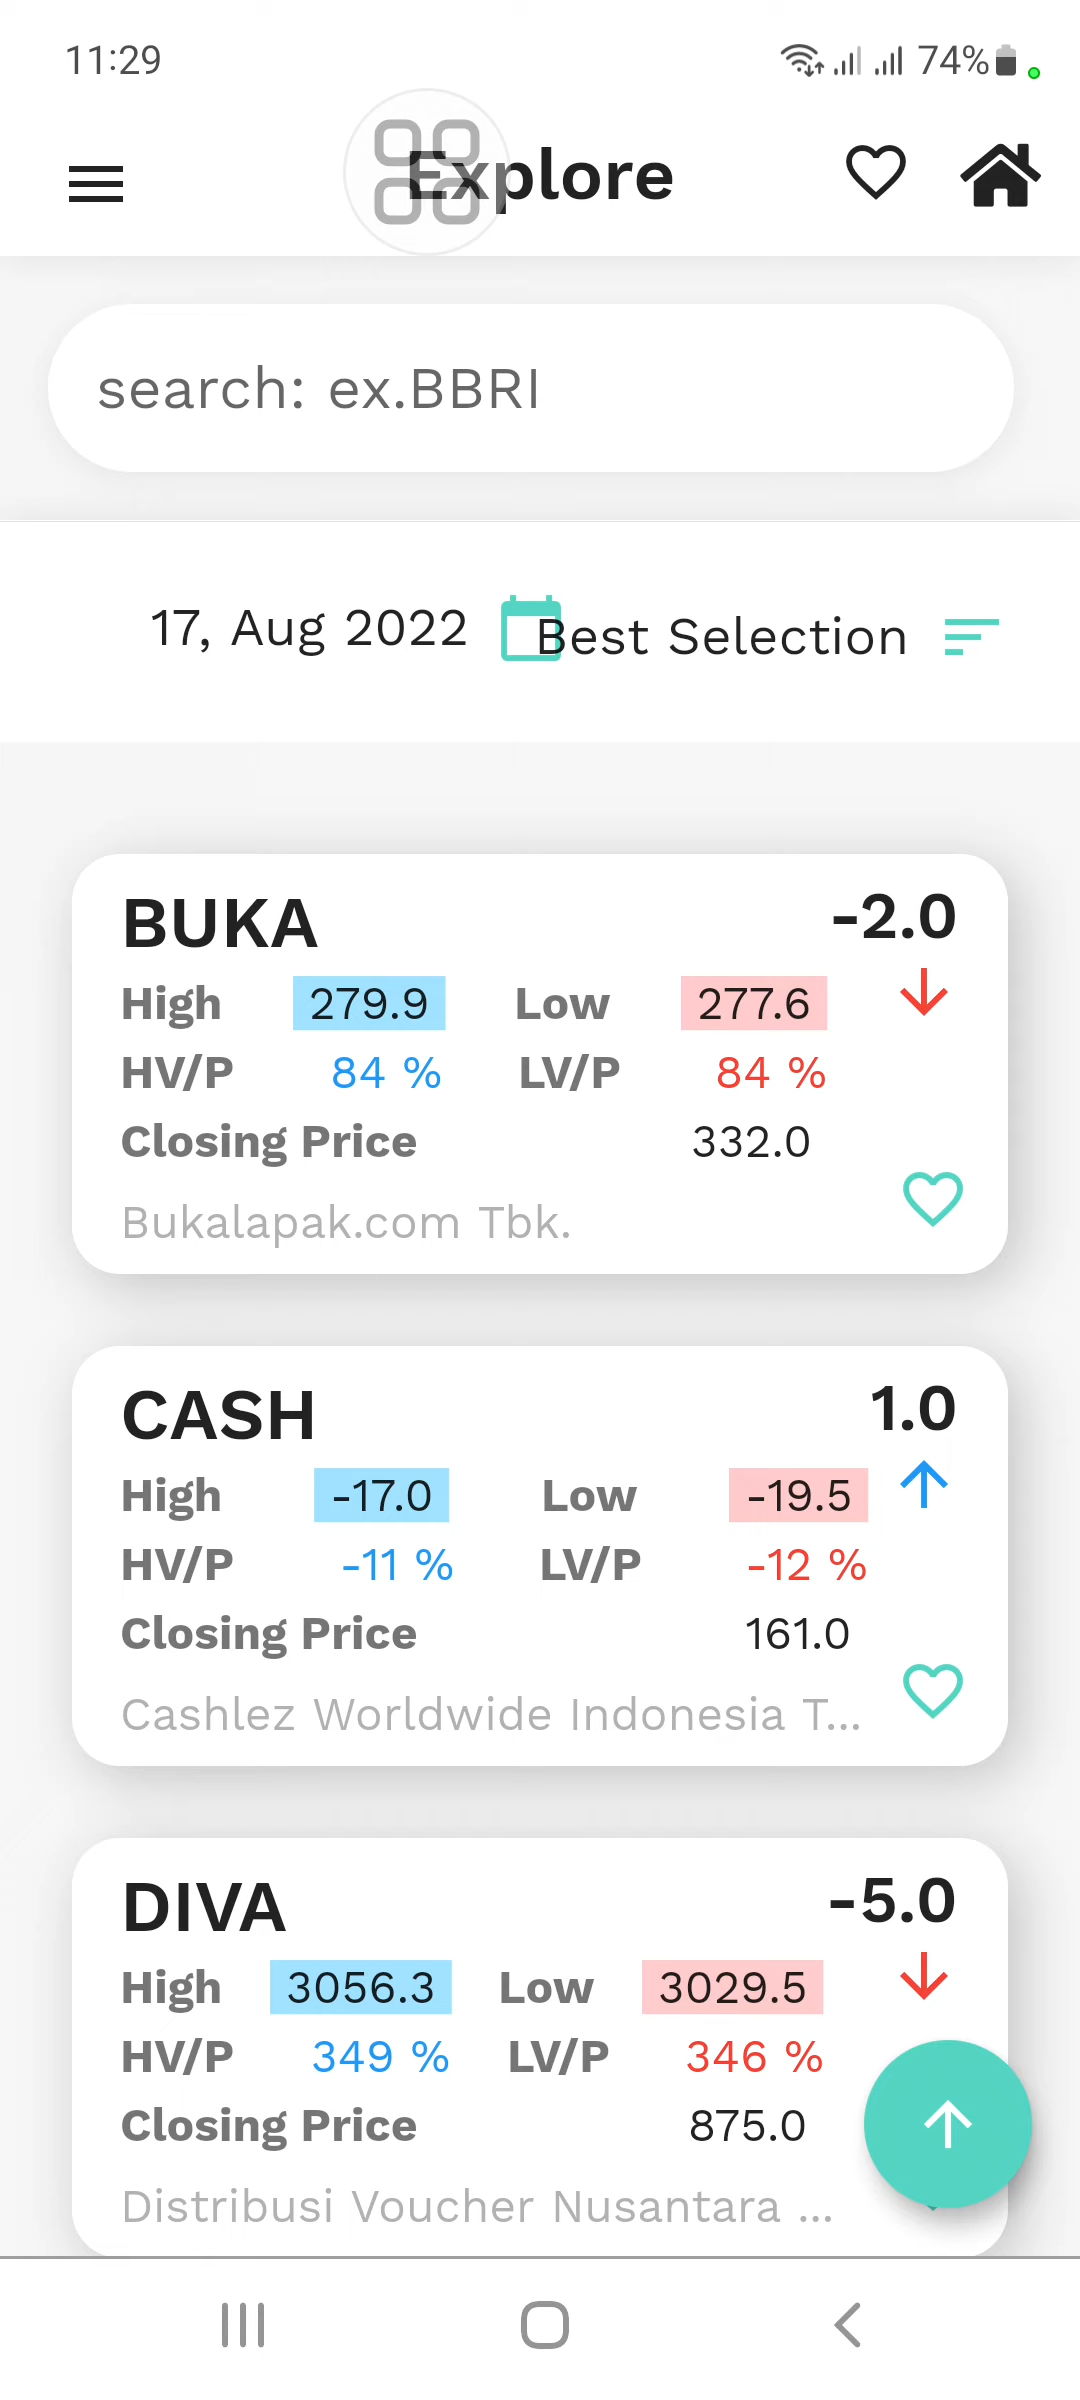 11:29 74%
Explore
search: ex.BBRI
17, Aug 2022 Best Selection
BUKA -2.0
High 279.9 Low 277.6
HV/P 84 % LV/P 84 %
Closing Price 332.0
Bukalapak.com Tbk.
CASH 1.0
High -17.0 Low -19.5
HV/P -11 % LV/P -12 %
Closing Price 161.0
Cashlez Worldwide Indonesia T...
DIVA -5.0
High 3056.3 Low 3029.5
HV/P 349 % LV/P 346 %
Closing Price 875.0
Distribusi Voucher Nusantara ...